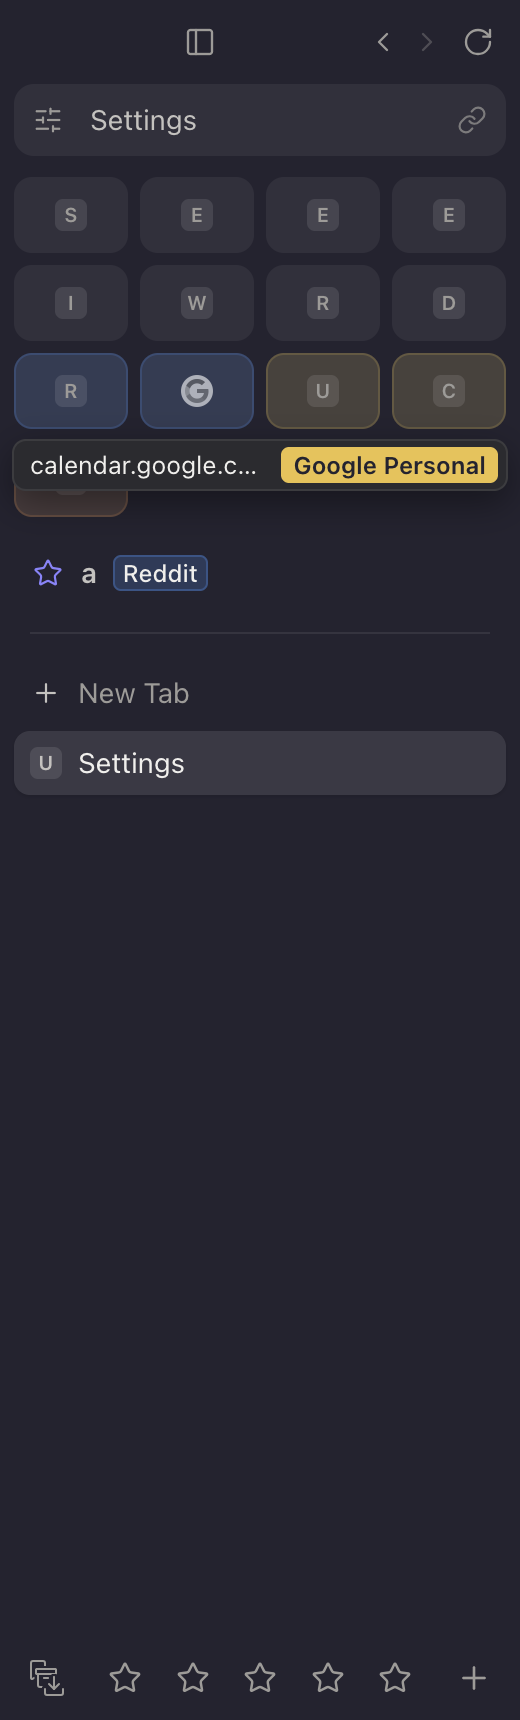 Settings
S E E E
I W R D
R G U C
calendar.google.c... Google Personal
a Reddit
New Tab
U Settings